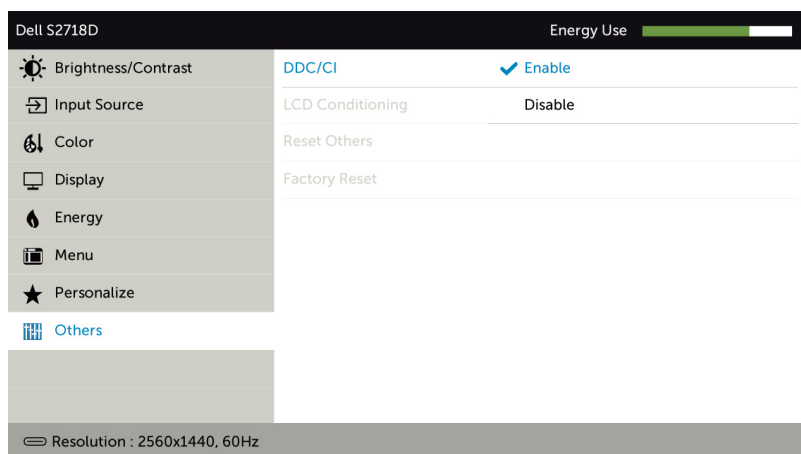 Dell S2718D Energy Use
Brightness/Contrast DDC/CI Enable
Input Source LCD Conditioning Disable
Color Reset Others
Display Factory Reset
Energy
Menu
Personalize
Others
Resolution : 2560x1440, 60Hz